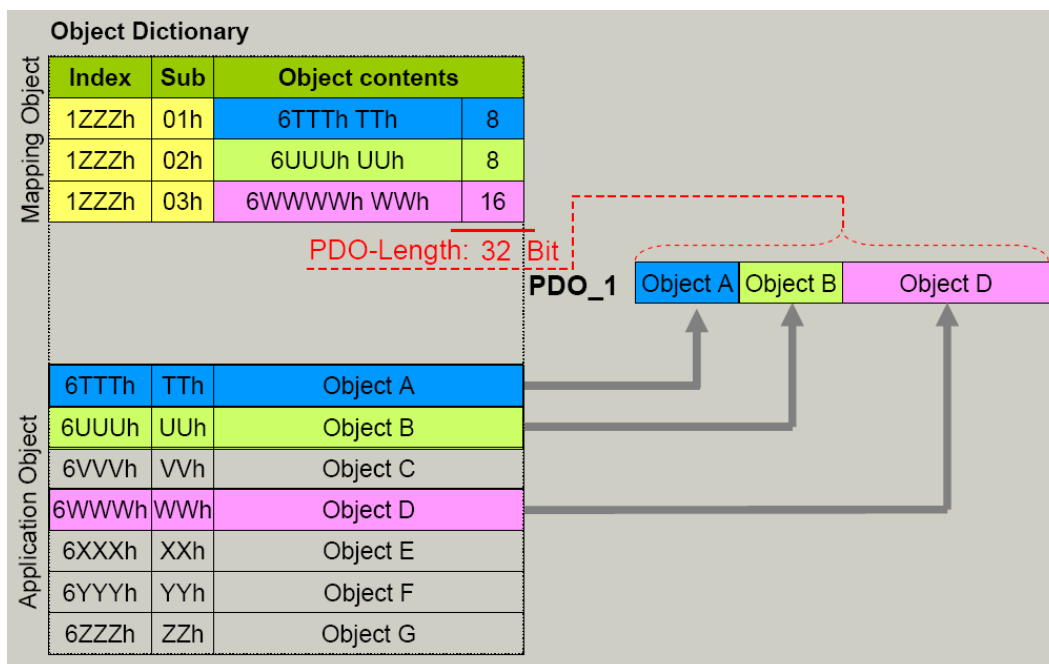 Object Dictionary
Mapping Object
Index Sub Object contents
1ZZZh 01h 6TTTh TTh 8
1ZZZh 02h 6UUUh UUh 8
1ZZZh 03h 6WWWWh WWh 16
PDO-Length: 32 Bit
PDO_1 Object A Object B Object D
Application Object
6TTTh TTh Object A
6UUUh UUh Object B
6VVVh VVh Object C
6WWWh WWh Object D
6XXXh XXh Object E
6YYYh YYh Object F
6ZZZh ZZh Object G